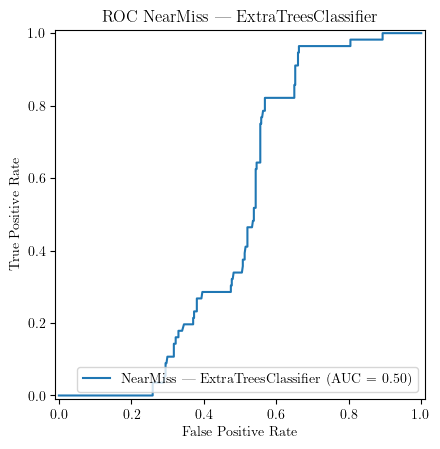 ROC NearMiss — ExtraTreesClassifier
1.0
0.8
0.6
0.4
0.2
0.0
True Positive Rate
NearMiss — ExtraTreesClassifier (AUC = 0.50)
0.0 0.2 0.4 0.6 0.8 1.0
False Positive Rate